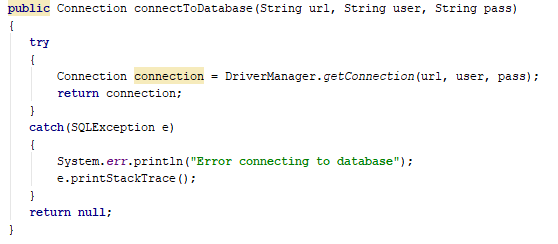 public Connection connectToDatabase(String url, String user, String pass)
{
try
{
Connection connection = DriverManager.getConnection(url, user, pass);
return connection;
}
catch(SQLException e)
{
System.err.println("Error connecting to database");
e.printStackTrace();
}
return null;
}